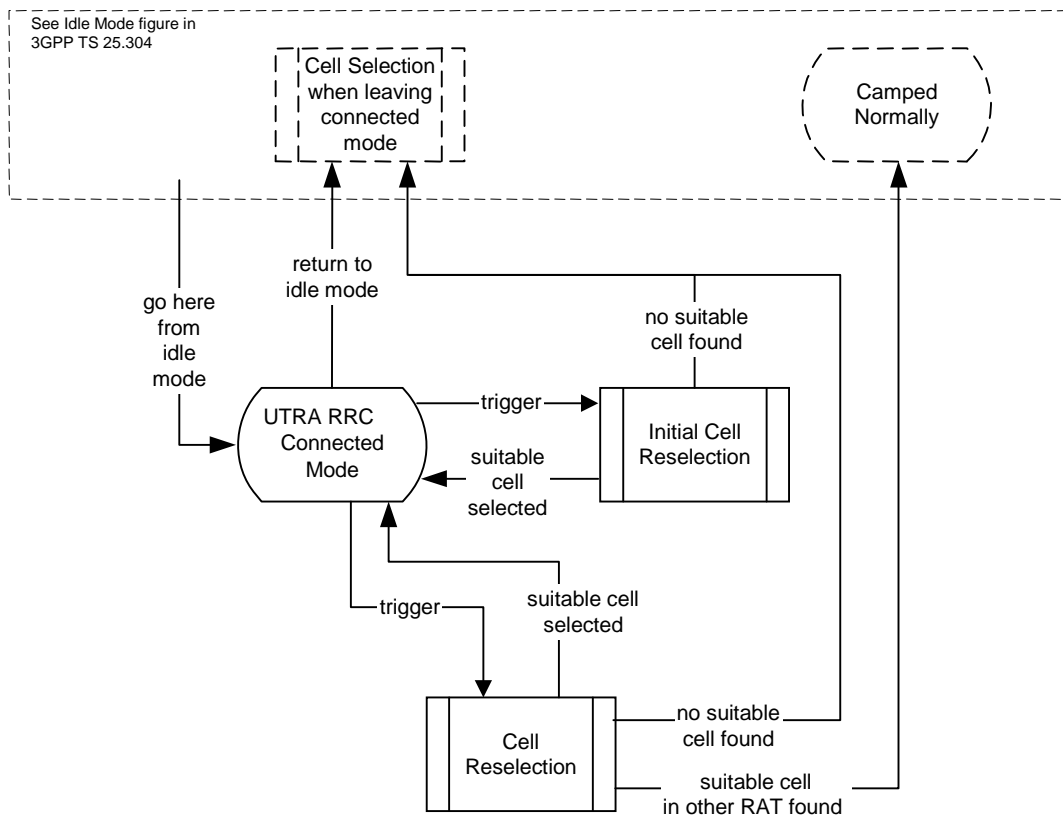 See Idle Mode figure in
3GPP TS 25.304
Cell Selection
when leaving
connected
mode
Camped
Normally
return to
idle mode
go here
from
idle
mode
no suitable
cell found
UTRA RRC
Connected
Mode
trigger
Initial Cell
Reselection
suitable
cell
selected
trigger
suitable cell
selected
Cell
Reselection
no suitable
cell found
suitable cell
in other RAT found